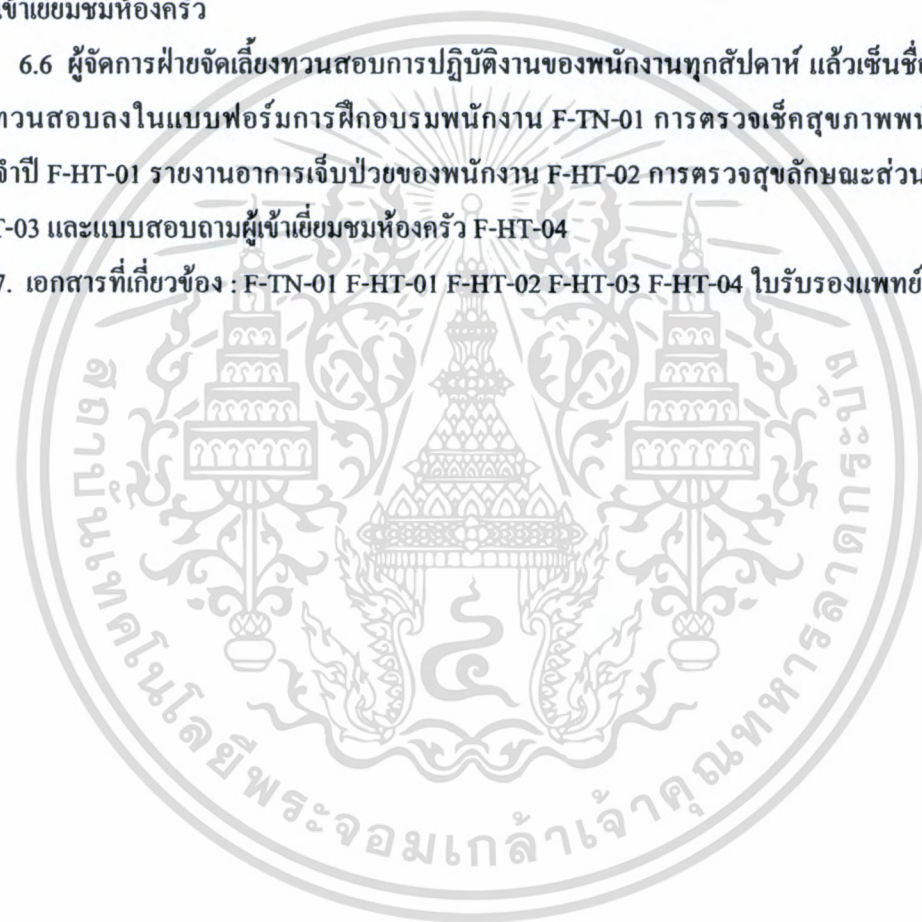 เข้าเยี่ยมชมห้องครัว
6.6 ผู้จัดการฝ่ายจัดเลี้ยงทวนสอบการปฏิบัติงานของพนักงานทุกสัปดาห์ แล้วเซ็นชื่อ
ทวนสอบลงในแบบฟอร์มการฝึกอบรมพนักงาน F-TN-01 การตรวจเช็คสุขภาพ
จำปี F-HT-01 รายงานอาการเจ็บป่วยของพนักงาน F-HT-02 การตรวจสุขลักษณะส่วน
-03 และแบบสอบถามผู้เข้าเยี่ยมชมห้องครัว F-HT-04
7. เอกสารที่เกี่ยวข้อง : F-TN-01 F-HT-01 F-HT-02 F-HT-03 F-HT-04 ใบรับรองแพทย์
สถาบันเทคโนโลยีพระจอมเกล้าเจ้าคุณทหารลาดกระบัง